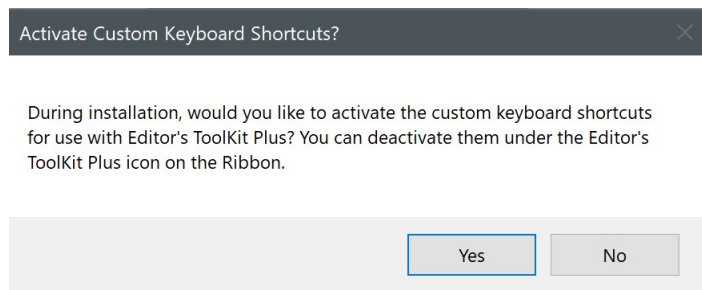 Activate Custom Keyboard Shortcuts?
During installation, would you like to activate the custom keyboard shortcuts
for use with Editor's ToolKit Plus? You can deactivate them under the Editor's
ToolKit Plus icon on the Ribbon.
Yes
No